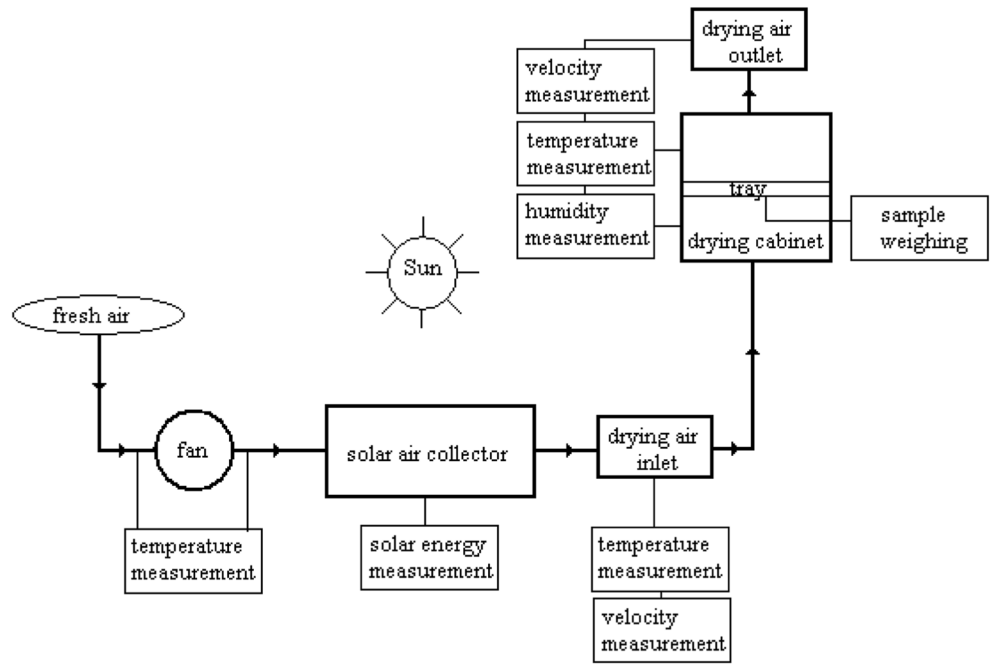 drying air
outlet
velocity
measurement
temperature
measurement
humidity
measurement
tray
drying cabinet
sample
weighing
Sun
fresh air
fan
solar air collector
drying air
inlet
temperature
measurement
solar energy
measurement
temperature
measurement
velocity
measurement